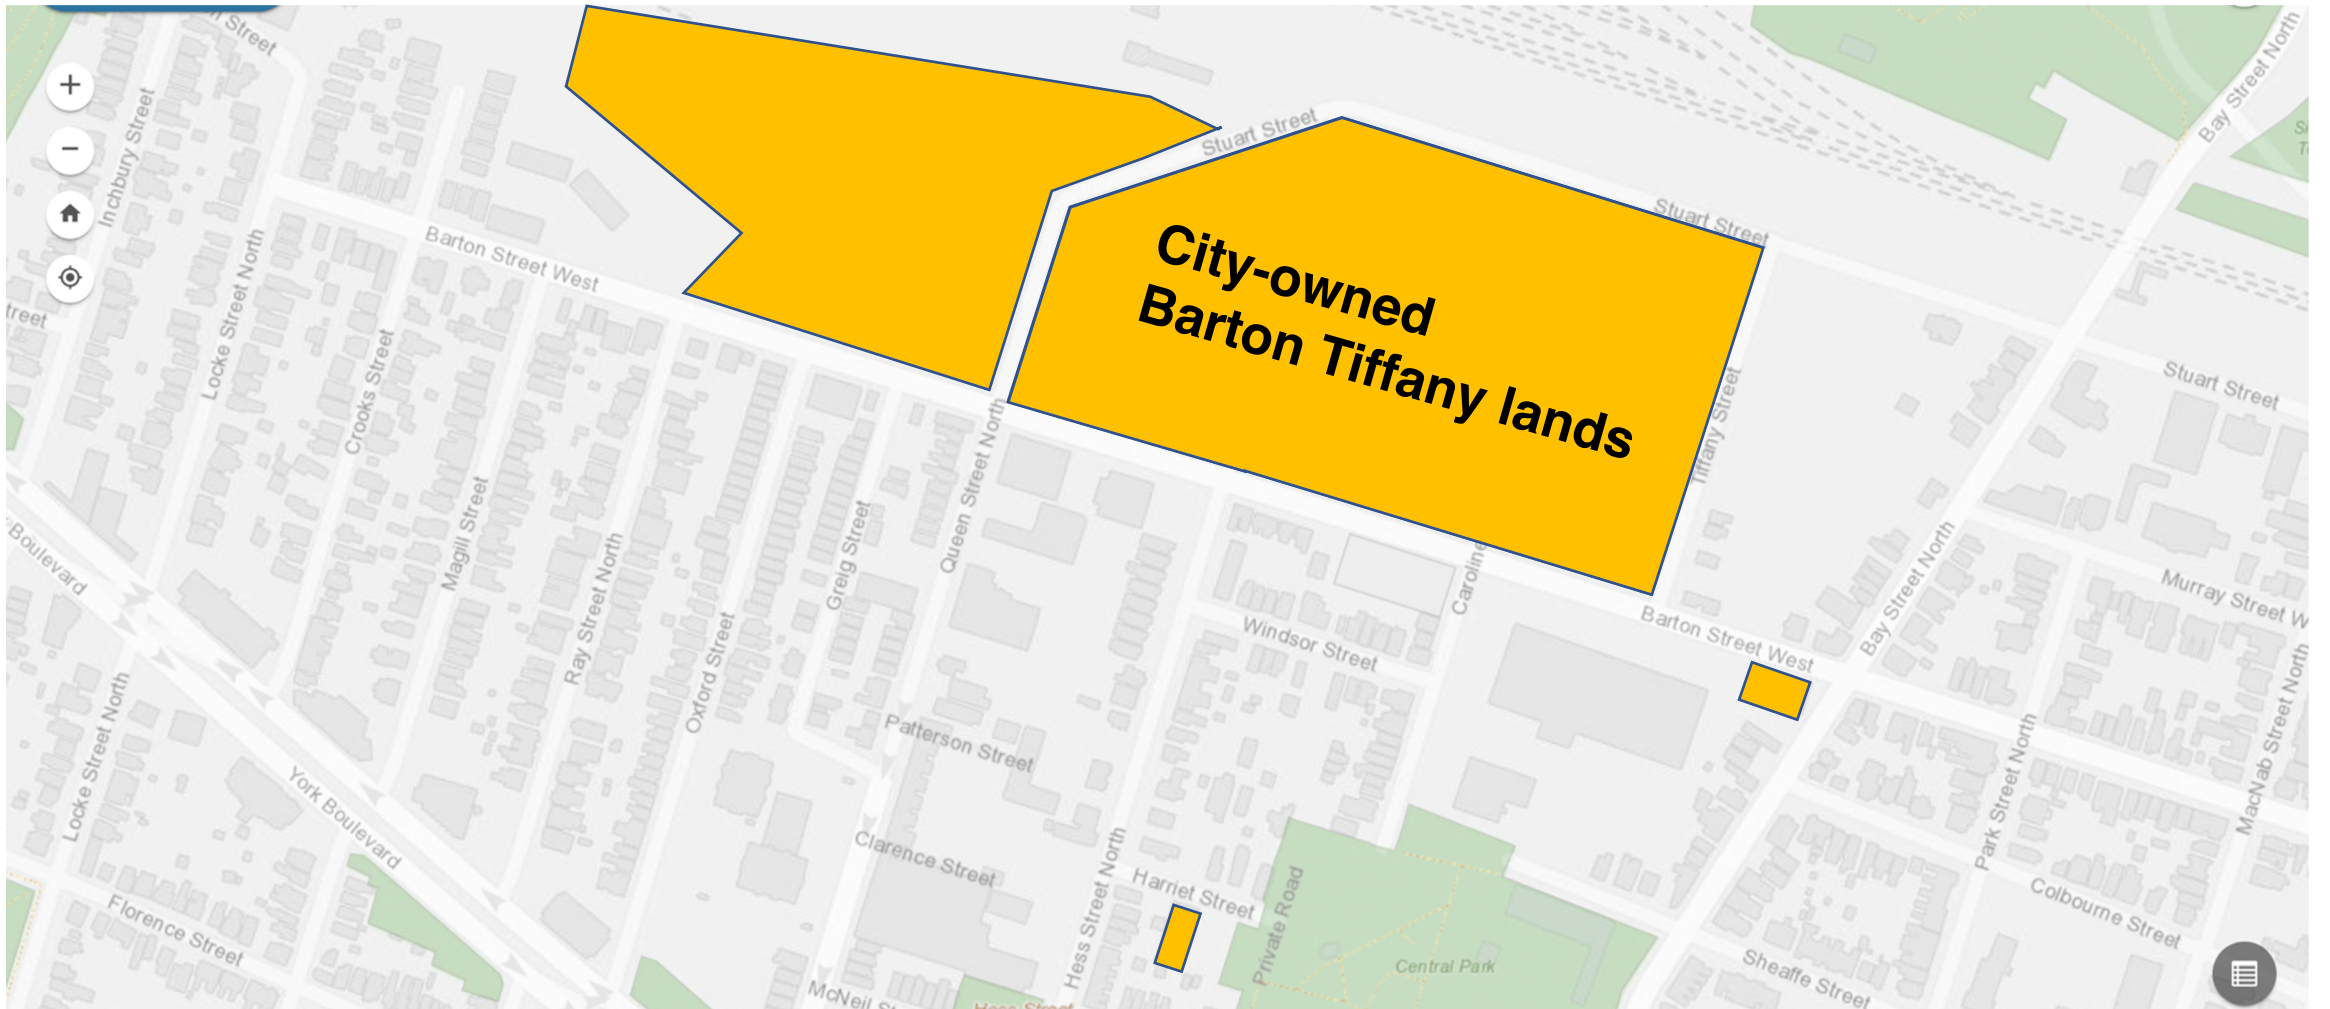 Street
Inchbury Street
Locke Street North
Crooks Street
Barton Street West
Stuart Street
Stuart Street
Bay Street North
City-owned
Barton Tiffany lands
Stuart Street
Tiffany Street
Magill Street
Ray Street North
Oxford Street
Greig Street
Queen Street North
Caroline
Windsor Street
Barton Street West
Bay Street North
Murray Street W
Boulevard
Locke Street North
York Boulevard
Florence Street
Patterson Street
Clarence Street
McNeil St
Hess Street North
Harriet Street
Private Road
Central Park
Hess Street
Park Street North
MacNab Street North
Colbourne Street
Sheaffe Street